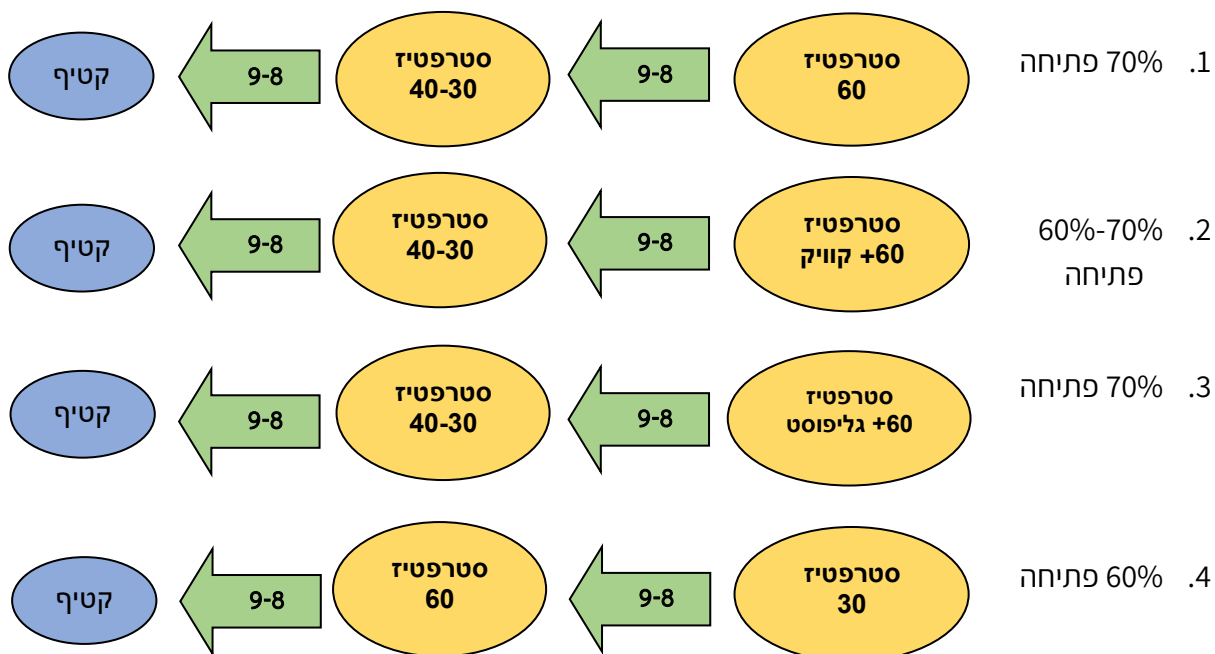 1. 70% פתיחה
סטרפטיז
60
9-8
סטרפטיז
40-30
9-8
קטיף
2. 60%-70%
פתיחה
סטרפטיז
60+ קוויק
9-8
סטרפטיז
40-30
9-8
קטיף
3. 70% פתיחה
סטרפטיז
60+ גליפוסט
9-8
סטרפטיז
40-30
9-8
קטיף
4. 60% פתיחה
סטרפטיז
30
9-8
סטרפטיז
60
9-8
קטיף